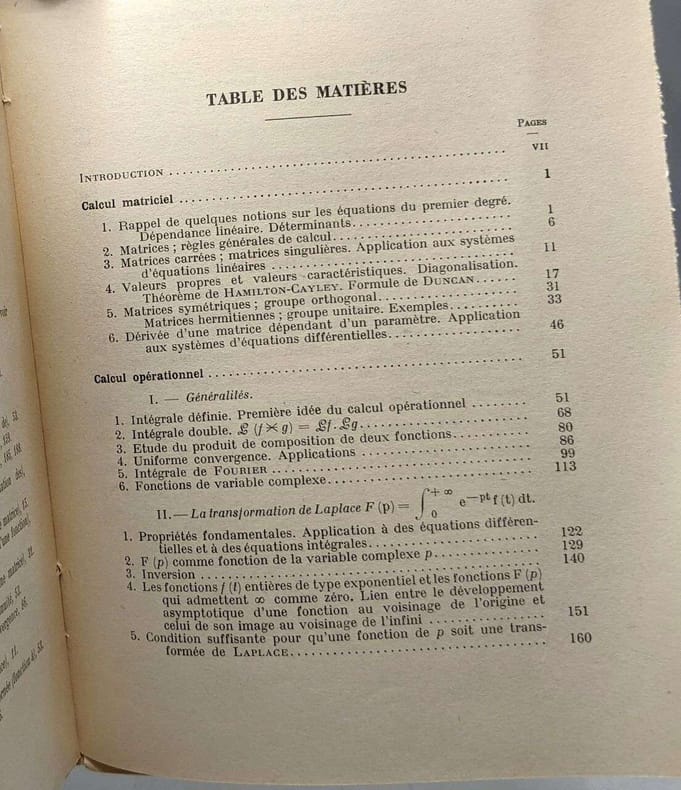 TABLE DES MATIÈRES
PAGES
INTRODUCTION VII
Calcul matriciel 1
1. Rappel de quelques notions sur les équations du premier degré.
Dépendance linéaire. Déterminants 1
2. Matrices ; règles générales de calcul 6
3. Matrices carrées ; matrices singulières. Application aux systèmes
d'équations linéaires 11
4. Valeurs propres et valeurs caractéristiques. Diagonalisation.
Théorème de HAMILTON-CAYLEY. Formule de DUNCAN 17
5. Matrices symétriques ; groupe orthogonal 31
Matrices hermitiennes ; groupe unitaire. Exemples 33
6. Dérivée d'une matrice dépendant d'un paramètre. Application
aux systèmes d'équations différentielles 46
Calcul opérationnel 51
I. — Généralités.
1. Intégrale définie. Première idée du calcul opérationnel 51
2. Intégrale double. ℒ (f ⚹ g) = ℒf. ℒg 68
3. Etude du produit de composition de deux fonctions 80
4. Uniforme convergence. Applications 86
5. Intégrale de FOURIER 99
6. Fonctions de variable complexe 113
II. — La transformation de Laplace F (p) = ∫₀^{+∞} e^{−pt} f (t) dt.
1. Propriétés fondamentales. Application à des équations différen-
tielles et à des équations intégrales 122
2. F (p) comme fonction de la variable complexe p 129
3. Inversion 140
4. Les fonctions f (t) entières de type exponentiel et les fonctions F (p)
qui admettent ∞ comme zéro. Lien entre le développement
asymptotique d'une fonction au voisinage de l'origine et
celui de son image au voisinage de l'infini 151
5. Condition suffisante pour qu'une fonction de p soit une trans-
formée de LAPLACE 160